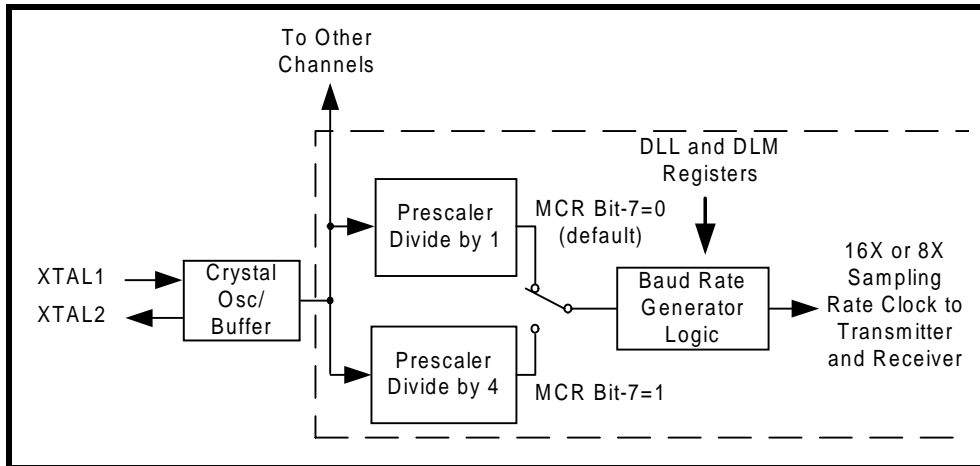 To Other
Channels
DLL and DLM
Registers
Prescaler
Divide by 1
MCR Bit-7=0
(default)
XTAL1
XTAL2
Crystal
Osc/
Buffer
Baud Rate
Generator
Logic
16X or 8X
Sampling
Rate Clock to
Transmitter
and Receiver
Prescaler
Divide by 4
MCR Bit-7=1